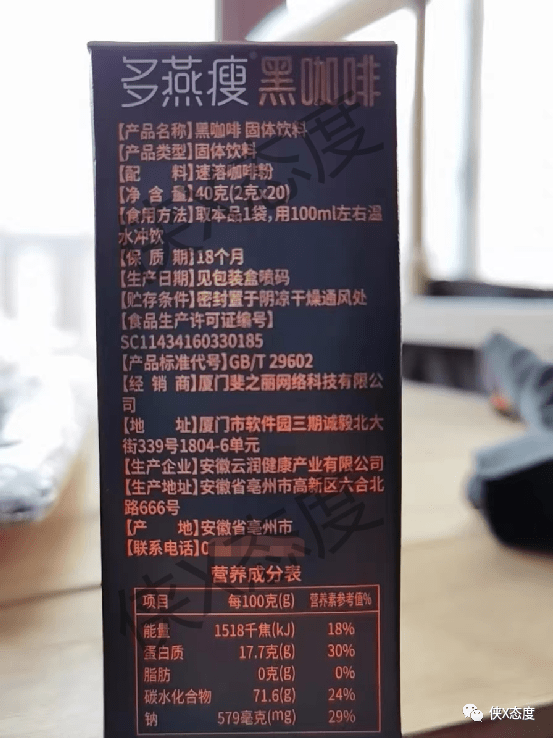 多燕瘦®黑咖啡
【产品名称】黑咖啡 固体饮料
【产品类型】固体饮料
【配 料】速溶咖啡粉
【净 含 量】40克(2克x20)
【食用方法】取本品1袋,用100ml左右温
水冲饮
【保 质 期】18个月
【生产日期】见包装盒喷码
【贮存条件】密封置于阴凉干燥通风处
【食品生产许可证编号】
SC11434160330185
【产品标准代号】GB/T 29602
【经 销 商】厦门斐之丽网络科技有限公
司
【地 址】厦门市软件园三期诚毅北大
街339号1804-6单元
【生产企业】安徽云润健康产业有限公司
【生产地址】安徽省亳州市高新区六合北
路666号
【产 地】安徽省亳州市
【联系电话】0
营养成分表
项目 每100克(g) 营养素参考值%
能量 1518千焦(kJ) 18%
蛋白质 17.7克(g) 30%
脂肪 0克(g) 0%
碳水化合物 71.6(g) 24%
钠 579毫克(mg) 29%
侠X态度
侠X态度
侠X态度